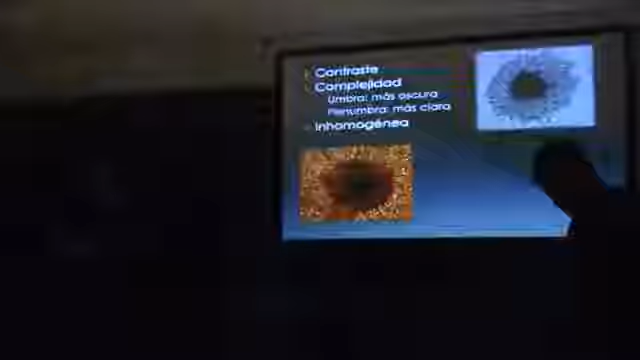 Contraste
Complejidad
Umbra: más oscura
Penumbra: más clara
Inhomogénea